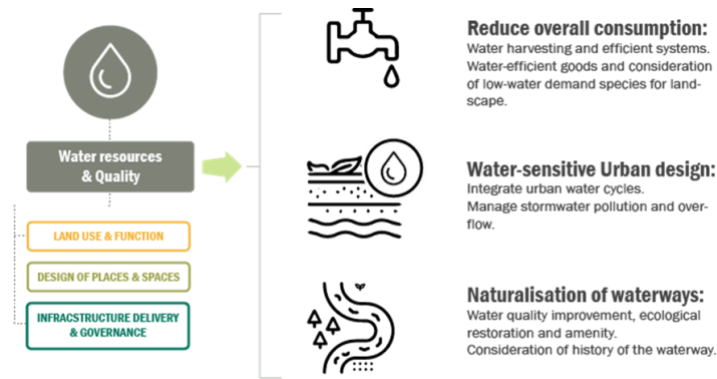 Water resources
& Quality
LAND USE & FUNCTION
DESIGN OF PLACES & SPACES
INFRACSTRUCTURE DELIVERY
& GOVERNANCE
Reduce overall consumption:
Water harvesting and efficient systems.
Water-efficient goods and consideration
of low-water demand species for land-
scape.
Water-sensitive Urban design:
Integrate urban water cycles.
Manage stormwater pollution and over-
flow.
Naturalisation of waterways:
Water quality improvement, ecological
restoration and amenity.
Consideration of history of the waterway.